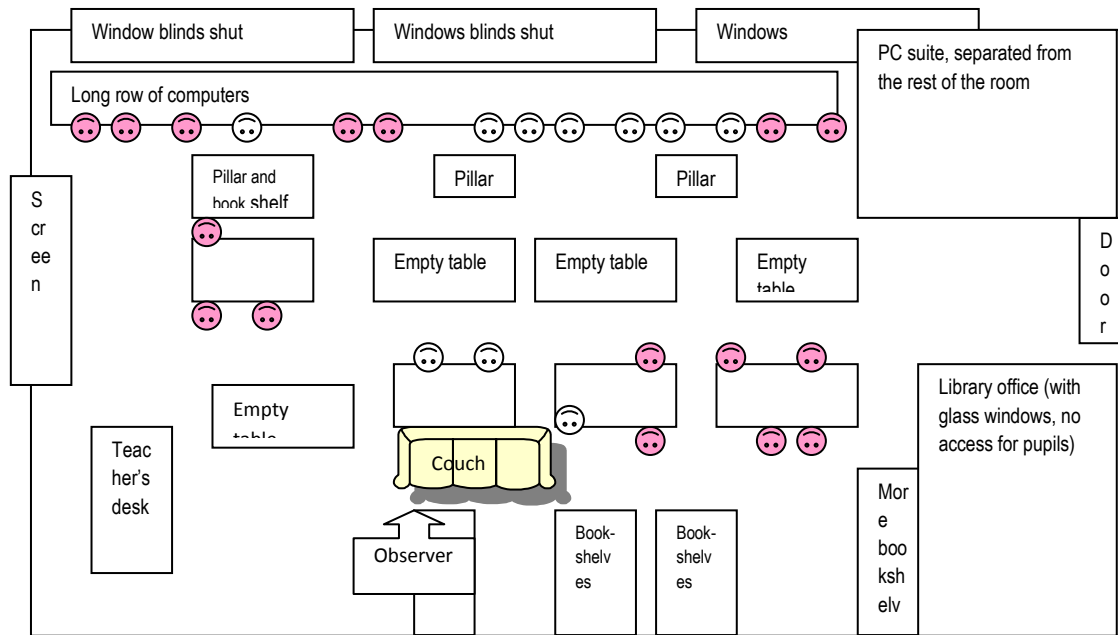 Window blinds shut
Windows blinds shut
Windows
PC suite, separated from
the rest of the room
Long row of computers
Pillar and
book shelf
Pillar
Pillar
S
cr
ee
n
Empty table
Empty table
Empty
table
D
o
o
r
Empty
table
Library office (with
glass windows, no
access for pupils)
Teac
her's
desk
Couch
Mor
e
boo
ksh
elv
Observer
Book-
shelv
es
Book-
shelv
es